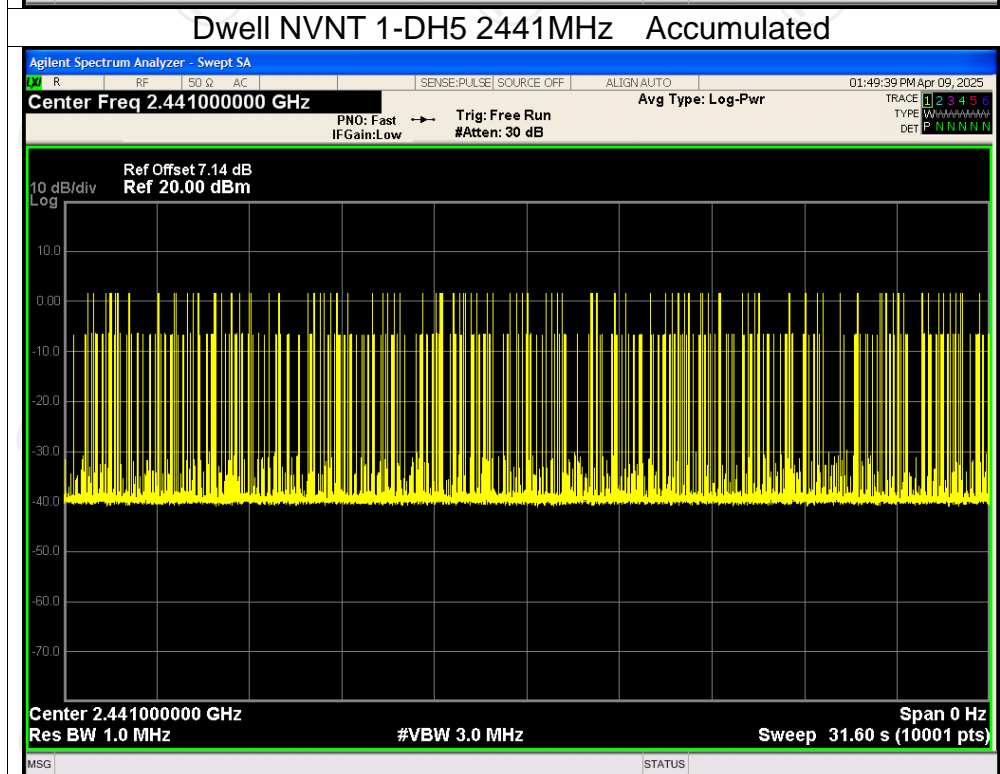 Dwell NVNT 1-DH5 2441MHz Accumulated
Agilent Spectrum Analyzer - Swept SA
LXI R RF 50 Ω AC SENSE:PULSE SOURCE OFF ALIGN AUTO 01:49:39 PM Apr 09, 2025
Center Freq 2.441000000 GHz Avg Type: Log-Pwr TRACE 1 2 3 4 5 6
PNO: Fast Trig: Free Run TYPE WWWWWW
IFGain:Low #Atten: 30 dB DET P N N N N N
Ref Offset 7.14 dB
10 dB/div Ref 20.00 dBm
Log
10.0
0.00
-10.0
-20.0
-30.0
-40.0
-50.0
-60.0
-70.0
Center 2.441000000 GHz Span 0 Hz
Res BW 1.0 MHz #VBW 3.0 MHz Sweep 31.60 s (10001 pts)
MSG STATUS